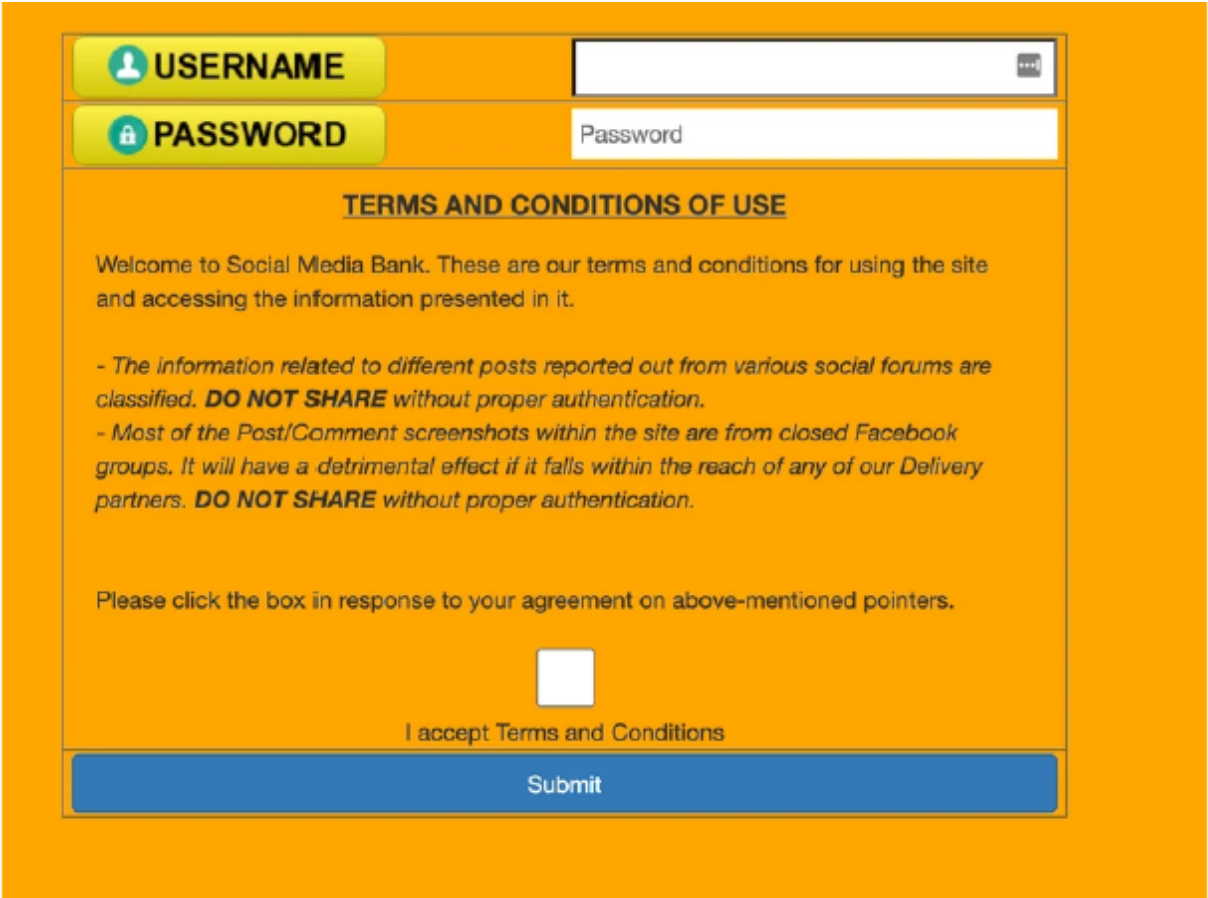 USERNAME
PASSWORD
Password
TERMS AND CONDITIONS OF USE
Welcome to Social Media Bank. These are our terms and conditions for using the site
and accessing the information presented in it.
- The information related to different posts reported out from various social forums are
classified. DO NOT SHARE without proper authentication.
- Most of the Post/Comment screenshots within the site are from closed Facebook
groups. It will have a detrimental effect if it falls within the reach of any of our Delivery
partners. DO NOT SHARE without proper authentication.
Please click the box in response to your agreement on above-mentioned pointers.
I accept Terms and Conditions
Submit